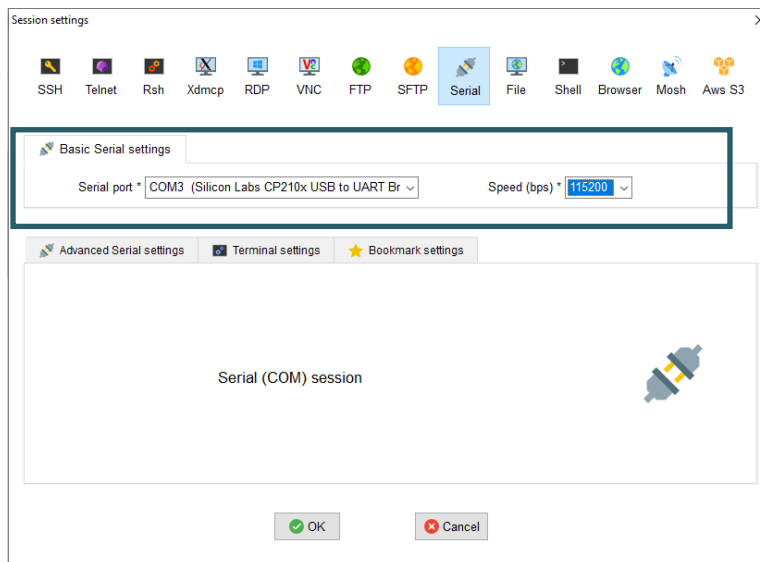 Session settings
SSH Telnet Rsh Xdmcp RDP VNC FTP SFTP Serial File Shell Browser Mosh Aws S3
Basic Serial settings
Serial port * COM3 (Silicon Labs CP210x USB to UART Br Speed (bps) * 115200
Advanced Serial settings Terminal settings Bookmark settings
Serial (COM) session
OK Cancel